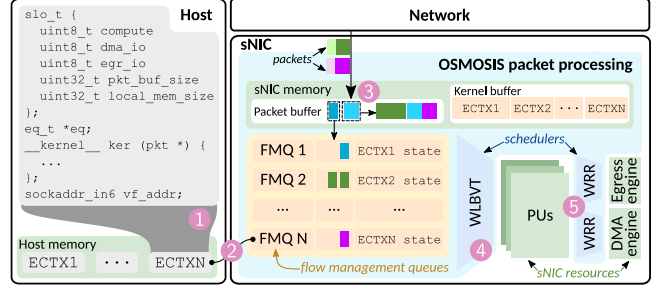 Host
slo_t {
uint8_t compute
uint8_t dma_io
uint8_t egr_io
uint32_t pkt_buf_size
uint32_t local_mem_size
};
eq_t *eq;
__kernel__ ker (pkt *) {
...
};
sockaddr_in6 vf_addr;
1
Host memory
ECTX1
...
ECTXN
2
Network
sNIC
packets
OSMOSIS packet processing
3
sNIC memory
Packet buffer
Kernel buffer
ECTX1 ECTX2 ··· ECTXN
FMQ 1 ECTX1 state
FMQ 2 ECTX2 state
... ... ...
FMQ N ECTXN state
flow management queues
schedulers
WLBVT
4
PUs
5
WRR
WRR
Egress engine
DMA engine
sNIC resources